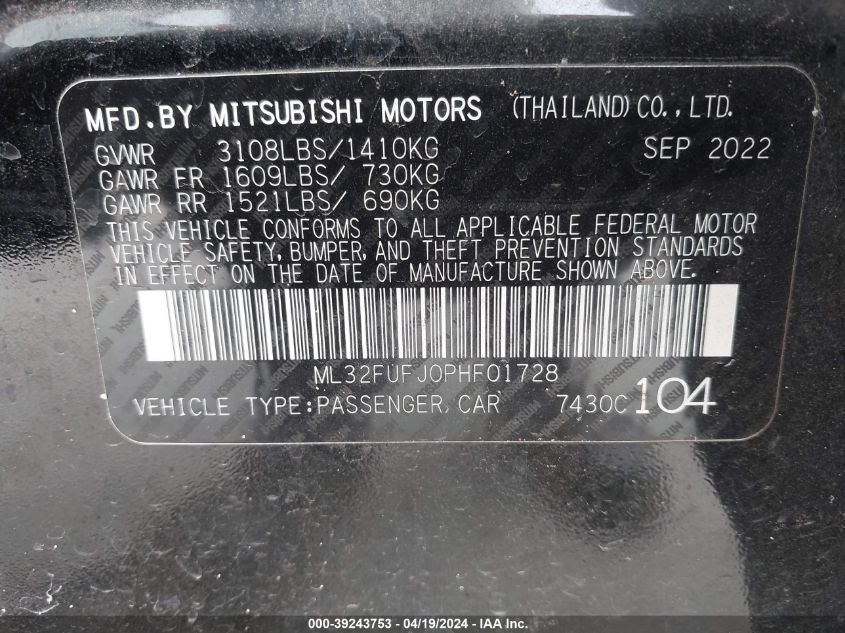 MFD.BY MITSUBISHI MOTORS (THAILAND)CO.,LTD.
GVWR 3108LBS/1410KG SEP 2022
GAWR FR 1609LBS/ 730KG
GAWR RR 1521LBS/ 690KG
THIS VEHICLE CONFORMS TO ALL APPLICABLE FEDERAL MOTOR
VEHICLE SAFETY, BUMPER, AND THEFT PREVENTION STANDARDS
IN EFFECT ON THE DATE OF MANUFACTURE SHOWN ABOVE.
ML32FUFJ0PHF01728
VEHICLE TYPE:PASSENGER CAR 7430C 104
000-39243753 - 04/19/2024 - © IAA Inc.